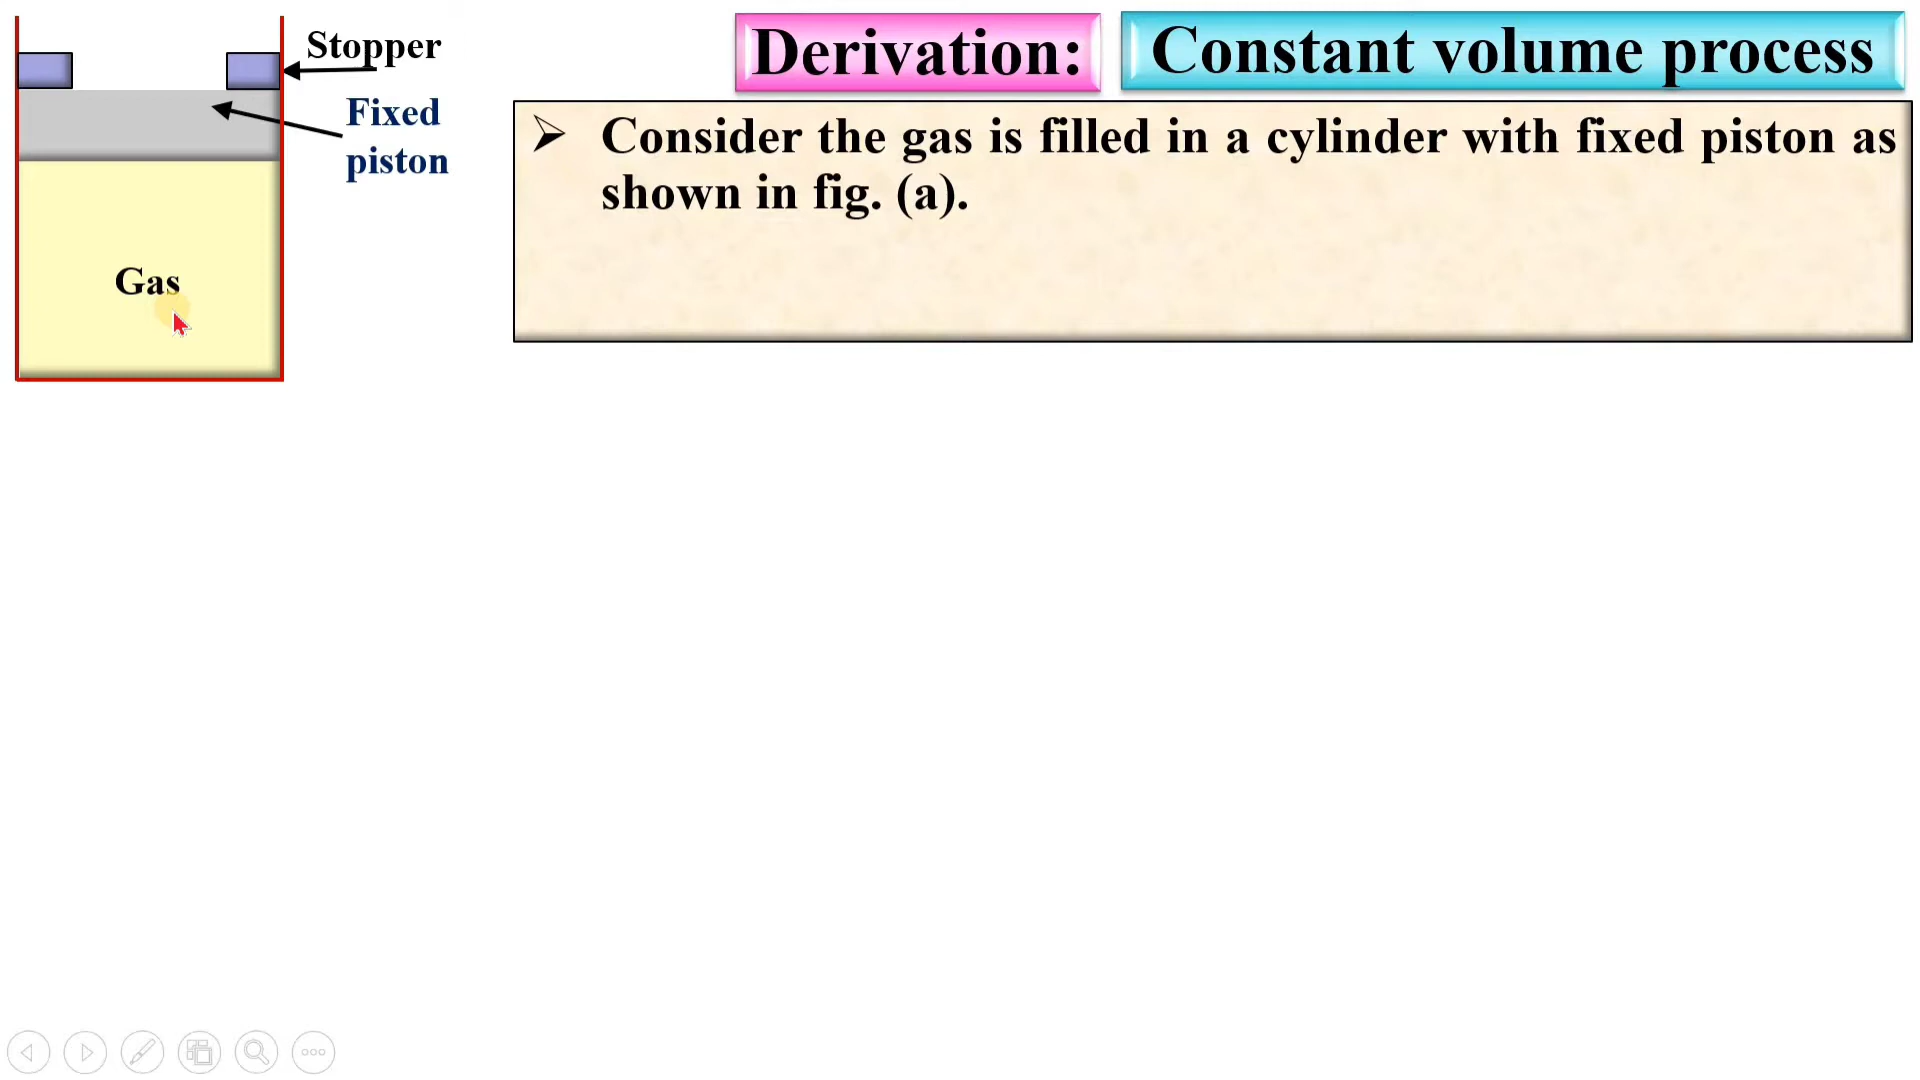 Stopper
Fixed
piston
Gas
Derivation:
Constant volume process
➢ Consider the gas is filled in a cylinder with fixed piston as
shown in fig. (a).